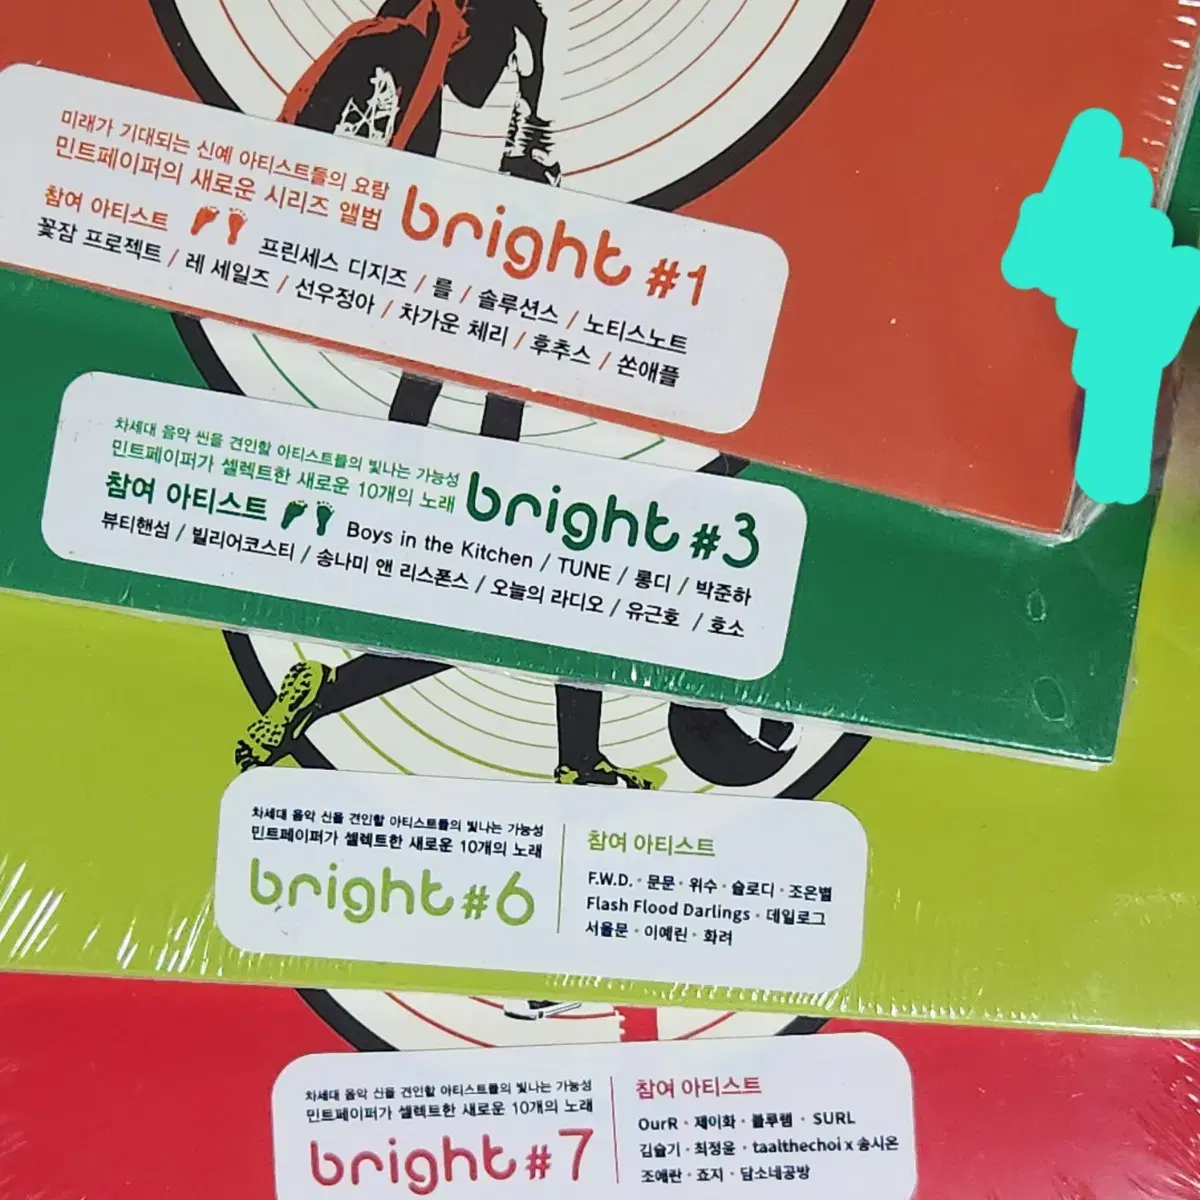 미래가 기대되는 신예 아티스트들의 요람
민트페이퍼의 새로운 시리즈 앨범
bright #1
참여 아티스트
프린세스 디지즈 / 를 / 솔루션스 / 노티스노트
꽃잠 프로젝트 / 레 세일즈 / 선우정아 / 차가운 체리 / 후추스 / 쏜애플
차세대 음악 씬을 견인할 아티스트들의 빛나는 가능성
민트페이퍼가 셀렉트한 새로운 10개의 노래
bright #3
참여 아티스트
Boys in the Kitchen / TUNE / 롱디 / 박준하
뷰티핸섬 / 빌리어코스티 / 송나미 앤 리스폰스 / 오늘의 라디오 / 유근호 / 호소
차세대 음악 신을 견인할 아티스트들의 빛나는 가능성
민트페이퍼가 셀렉트한 새로운 10개의 노래
bright #6
참여 아티스트
F.W.D. · 문문 · 위수 · 슬로디 · 조은별
Flash Flood Darlings · 데일로그
서울문 · 이예린 · 화려
차세대 음악 신을 견인할 아티스트들의 빛나는 가능성
민트페이퍼가 셀렉트한 새로운 10개의 노래
bright #7
참여 아티스트
OurR · 제이화 · 블루램 · SURL
김슬기 · 최정윤 · taalthechoi x 송시온
조애란 · 죠지 · 담소네공방